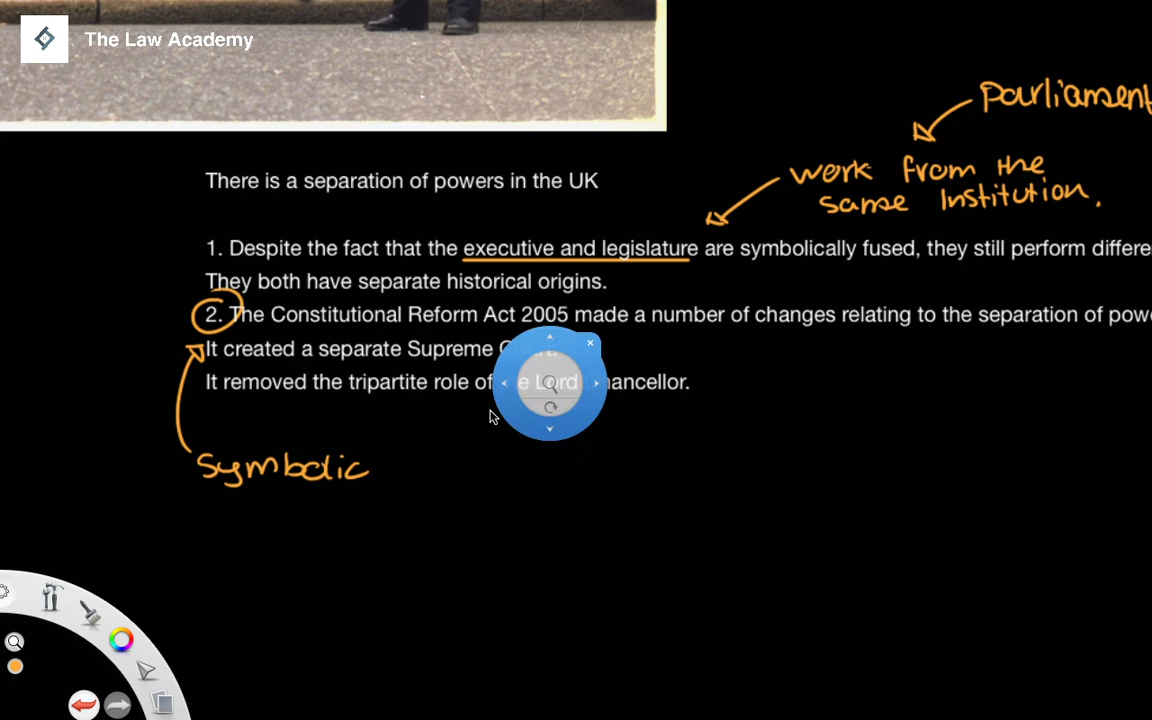 The Law Academy
parliament
work from the
same Institution.
There is a separation of powers in the UK
1. Despite the fact that the executive and legislature are symbolically fused, they still perform
They both have separate historical origins.
2. The Constitutional Reform Act 2005 made a number of changes relating to the separation of
It created a separate Supreme
It removed the tripartite role of Lord
symbolic